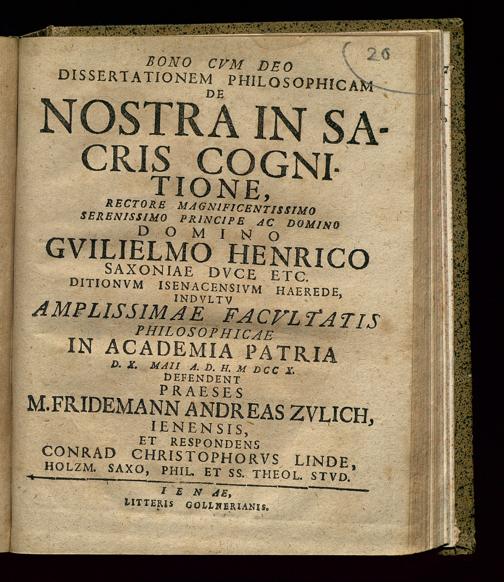 20
BONO CVM DEO
DISSERTATIONEM PHILOSOPHICAM
DE
NOSTRA IN SA-
CRIS COGNI-
TIONE,
RECTORE MAGNIFICENTISSIMO
SERENISSIMO PRINCIPE AC DOMINO
DOMINO
GVILIELMO HENRICO
SAXONIAE DVCE ETC.
DITIONVM ISENACENSIVM HAEREDE,
INDVLTV
AMPLISSIMAE FACVLTATIS
PHILOSOPHICAE
IN ACADEMIA PATRIA
D. X. MAII A. D. H. M DCC X.
DEFENDENT
PRAESES
M. FRIDEMANN ANDREAS ZVLICH,
IENENSIS,
ET RESPONDENS
CONRAD CHRISTOPHORVS LINDE,
HOLZM. SAXO, PHIL. ET SS. THEOL. STVD.
IENAE,
LITTERIS GOLLNERIANIS.